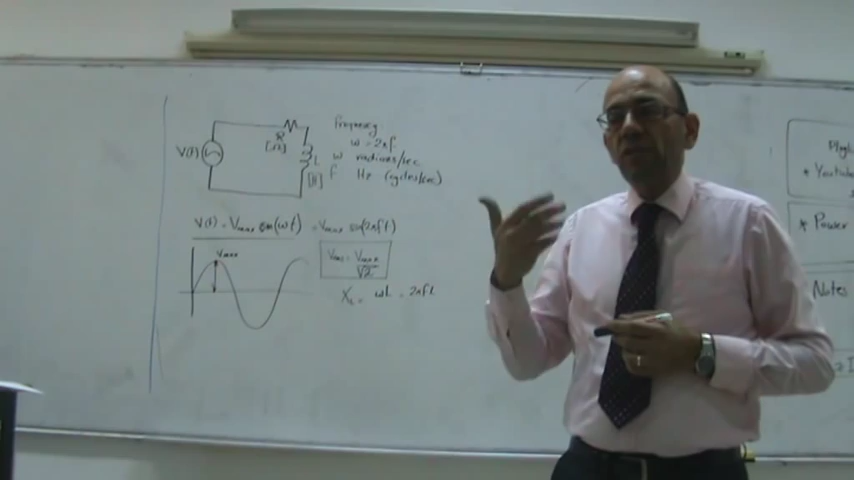 V(t)
R
[Ω]
L
[H]
Frequency
ω = 2πf
ω radians/sec
f Hz (cycles/sec)
V(t) = Vmax sin(ωt) = Vmax sin(2πft)
Vmax
Vrms = Vmax
√2
XL = ωL = 2πfL
* Youtube
* Power
Notes